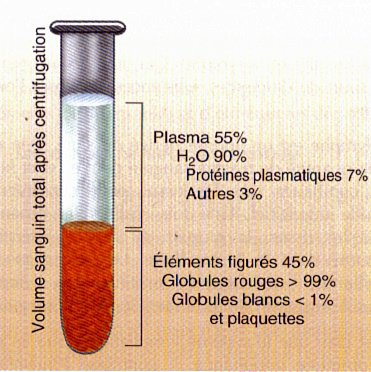 Volume sanguin total après centrifugation
Plasma 55%
H₂O 90%
Protéines plasmatiques 7%
Autres 3%
Éléments figurés 45%
Globules rouges > 99%
Globules blancs < 1%
et plaquettes